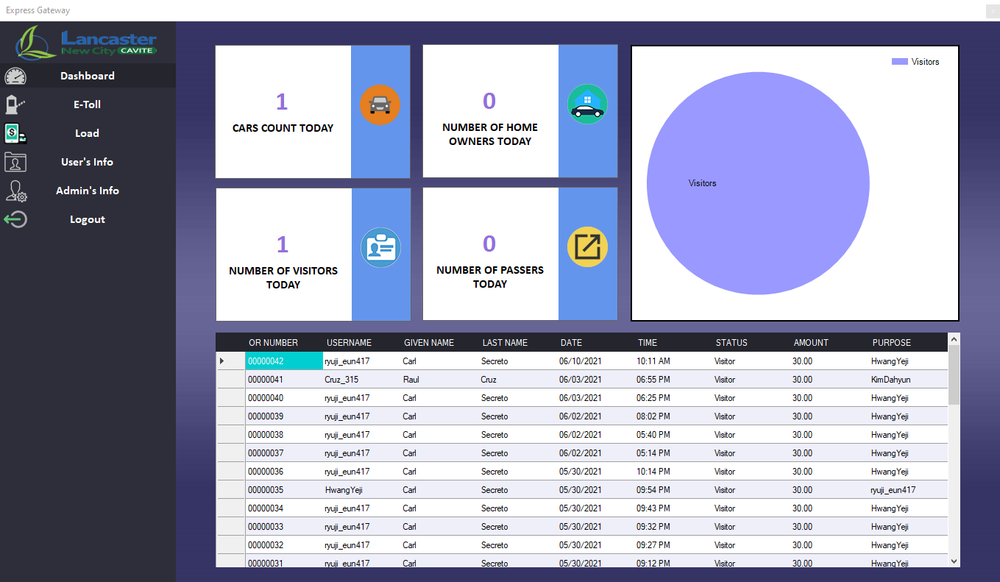 Express Gateway
Lancaster
New City CAVITE
Dashboard
E-Toll
Load
User's Info
Admin's Info
Logout
1
CARS COUNT TODAY
0
NUMBER OF HOME
OWNERS TODAY
1
NUMBER OF VISITORS
TODAY
0
NUMBER OF PASSERS
TODAY
Visitors
Visitors
OR NUMBER USERNAME GIVEN NAME LAST NAME DATE TIME STATUS AMOUNT PURPOSE
00000042 ryuji_eun417 Carl Secreto 06/10/2021 10:11 AM Visitor 30.00 HwangYeji
00000041 Cruz_315 Raul Cruz 06/03/2021 06:55 PM Visitor 30.00 KimDahyun
00000040 ryuji_eun417 Carl Secreto 06/03/2021 06:25 PM Visitor 30.00 HwangYeji
00000039 ryuji_eun417 Carl Secreto 06/02/2021 08:02 PM Visitor 30.00 HwangYeji
00000038 ryuji_eun417 Carl Secreto 06/02/2021 05:40 PM Visitor 30.00 HwangYeji
00000037 ryuji_eun417 Carl Secreto 06/02/2021 05:14 PM Visitor 30.00 HwangYeji
00000036 ryuji_eun417 Carl Secreto 05/30/2021 10:14 PM Visitor 30.00 HwangYeji
00000035 HwangYeji Carl Secreto 05/30/2021 09:54 PM Visitor 30.00 ryuji_eun417
00000034 ryuji_eun417 Carl Secreto 05/30/2021 09:43 PM Visitor 30.00 HwangYeji
00000033 ryuji_eun417 Carl Secreto 05/30/2021 09:32 PM Visitor 30.00 HwangYeji
00000032 ryuji_eun417 Carl Secreto 05/30/2021 09:27 PM Visitor 30.00 HwangYeji
00000031 ryuji_eun417 Carl Secreto 05/30/2021 09:12 PM Visitor 30.00 HwangYeji